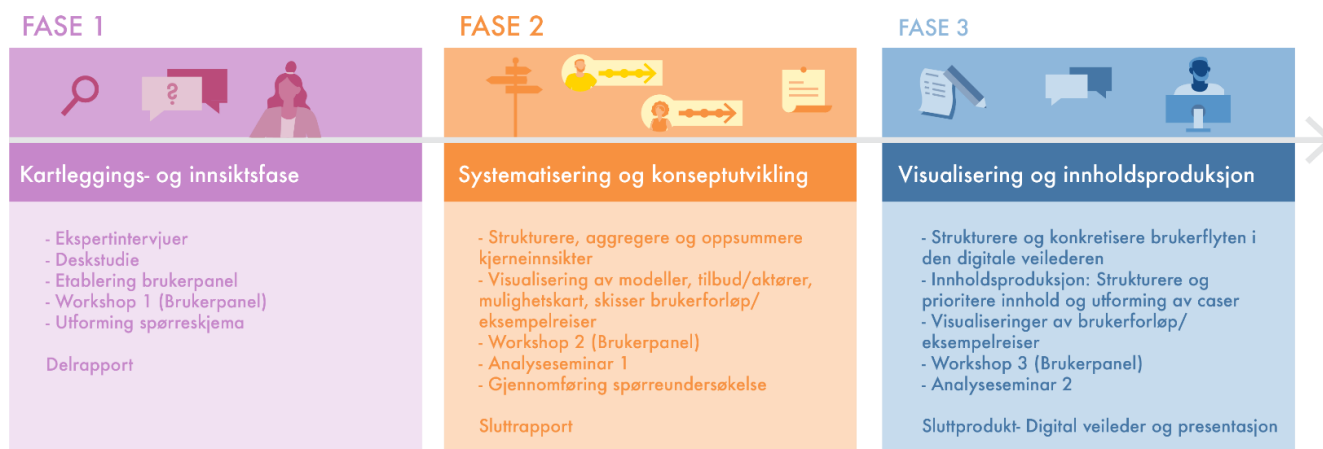 FASE 1
Kartleggings- og innsiktsfase
- Ekspertintervjuer
- Deskstudie
- Etablering brukerpanel
- Workshop 1 (Brukerpanel)
- Utforming spørreskjema
Delrapport
FASE 2
Systematisering og konseptutvikling
- Strukturere, aggregere og oppsummere
kjerneinnsikter
- Visualisering av modeller, tilbud/aktører,
mulighetskart, skisser brukerforløp/
eksempelreiser
- Workshop 2 (Brukerpanel)
- Analyseseminar 1
- Gjennomføring spørreundersøkelse
Sluttrapport
FASE 3
Visualisering og innholdsproduksjon
- Strukturere og konkretisere brukerflyten i
den digitale veilederen
- Innholdsproduksjon: Strukturere og
prioritere innhold og utforming av caser
- Visualiseringer av brukerforløp/
eksempelreiser
- Workshop 3 (Brukerpanel)
- Analyseseminar 2
Sluttprodukt- Digital veileder og presentasjon